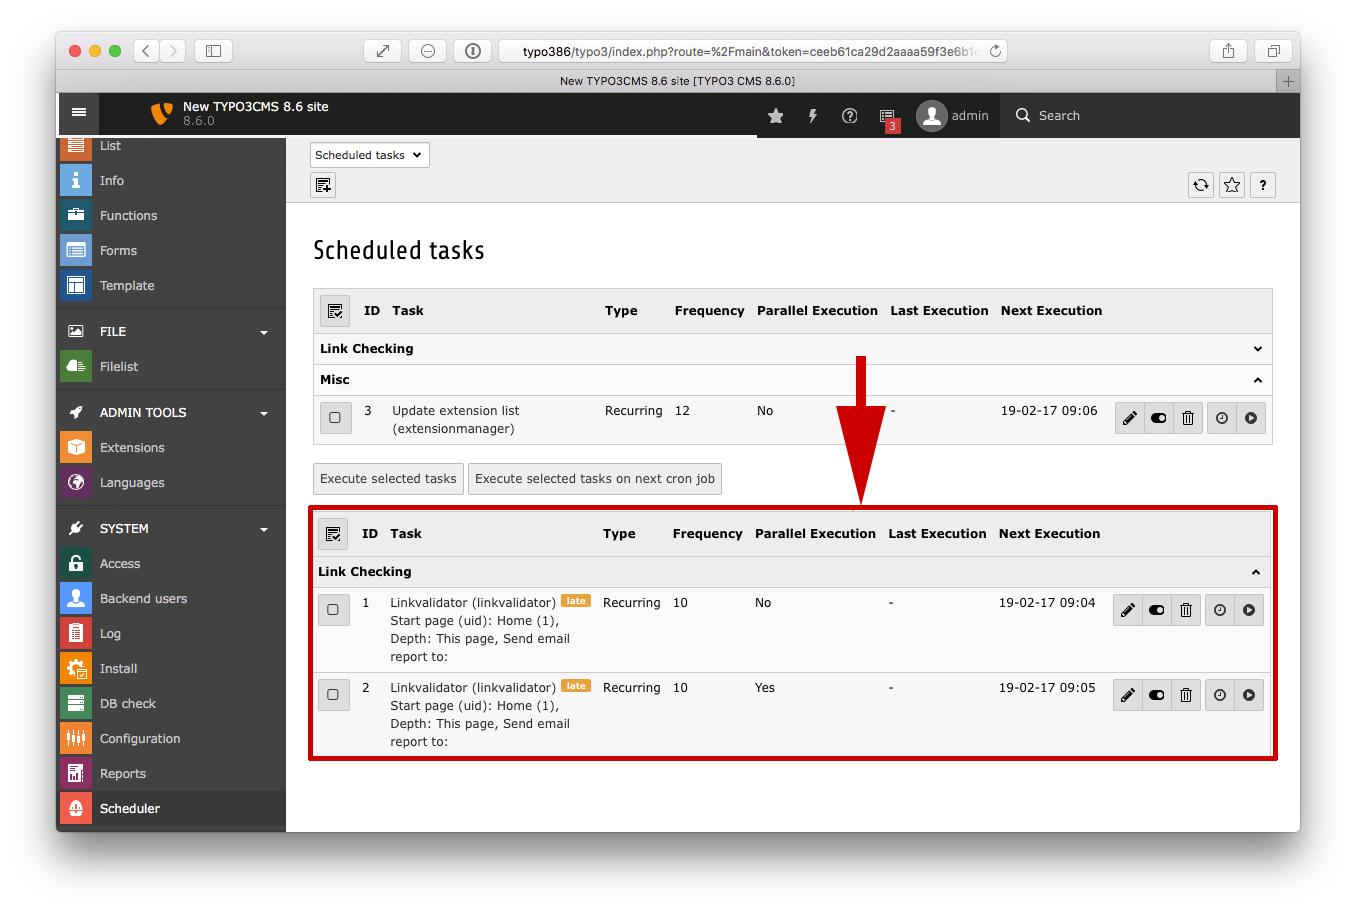 typo386/typo3/index.php?route=%2Fmain&token=ceeb61ca29d2aaaa59f3e6b1
New TYPO3CMS 8.6 site [TYPO3 CMS 8.6.0]
New TYPO3CMS 8.6 site
8.6.0
3
admin
Search
List
Info
Functions
Forms
Template
FILE
Filelist
ADMIN TOOLS
Extensions
Languages
SYSTEM
Access
Backend users
Log
Install
DB check
Configuration
Reports
Scheduler
Scheduled tasks
?
Scheduled tasks
ID Task Type Frequency Parallel Execution Last Execution Next Execution
Link Checking
Misc
3 Update extension list Recurring 12 No - 19-02-17 09:06
(extensionmanager)
Execute selected tasks Execute selected tasks on next cron job
ID Task Type Frequency Parallel Execution Last Execution Next Execution
Link Checking
1 Linkvalidator (linkvalidator) late Recurring 10 No - 19-02-17 09:04
Start page (uid): Home (1),
Depth: This page, Send email
report to:
2 Linkvalidator (linkvalidator) late Recurring 10 Yes - 19-02-17 09:05
Start page (uid): Home (1),
Depth: This page, Send email
report to: